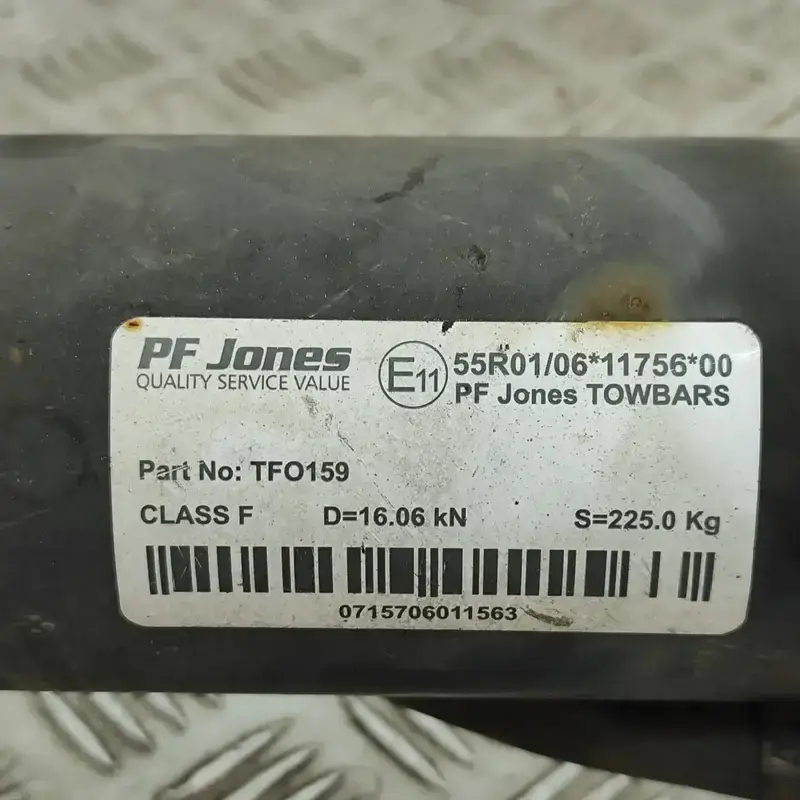 PF Jones
QUALITY SERVICE VALUE
E11
55R01/06*11756*00
PF Jones TOWBARS
Part No: TFO159
CLASS F D=16.06 kN S=225.0 Kg
0715706011563